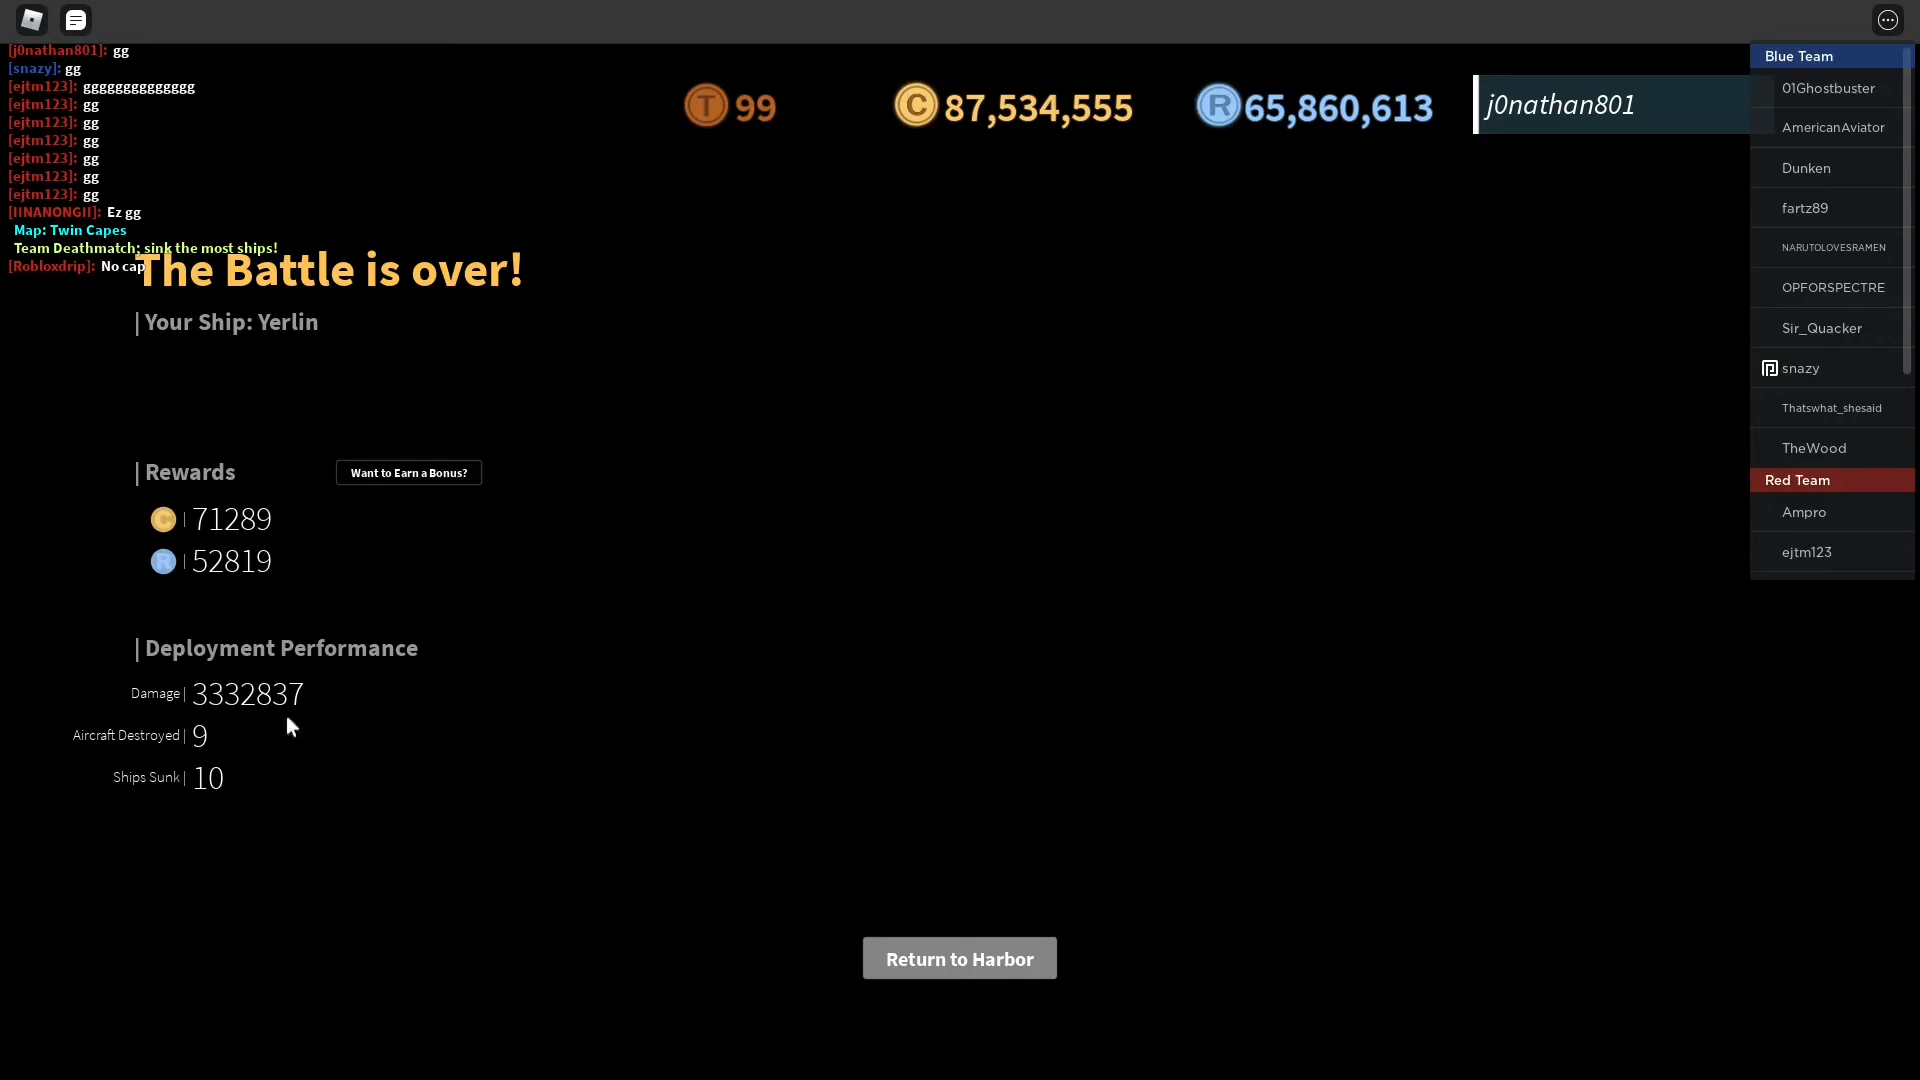 [j0nathan801]: gg
[snazy]: gg
[ejtm123]: gggggggggggggg
[ejtm123]: gg
[ejtm123]: gg
[ejtm123]: gg
[ejtm123]: gg
[ejtm123]: gg
[ejtm123]: gg
[IINANONGII]: Ez gg
Map: Twin Capes
Team Deathmatch; sink the most ships!
[Robloxdrip]: No cap
T 99
C 87,534,555
R 65,860,613
j0nathan801
The Battle is over!
| Your Ship: Yerlin
| Rewards
Want to Earn a Bonus?
C | 71289
R | 52819
| Deployment Performance
Damage | 3332837
Aircraft Destroyed | 9
Ships Sunk | 10
Return to Harbor
Blue Team
01Ghostbuster
AmericanAviator
Dunken
fartz89
NARUTOLOVESRAMEN
OPFORSPECTRE
Sir_Quacker
snazy
Thatswhat_shesaid
TheWood
Red Team
Ampro
ejtm123